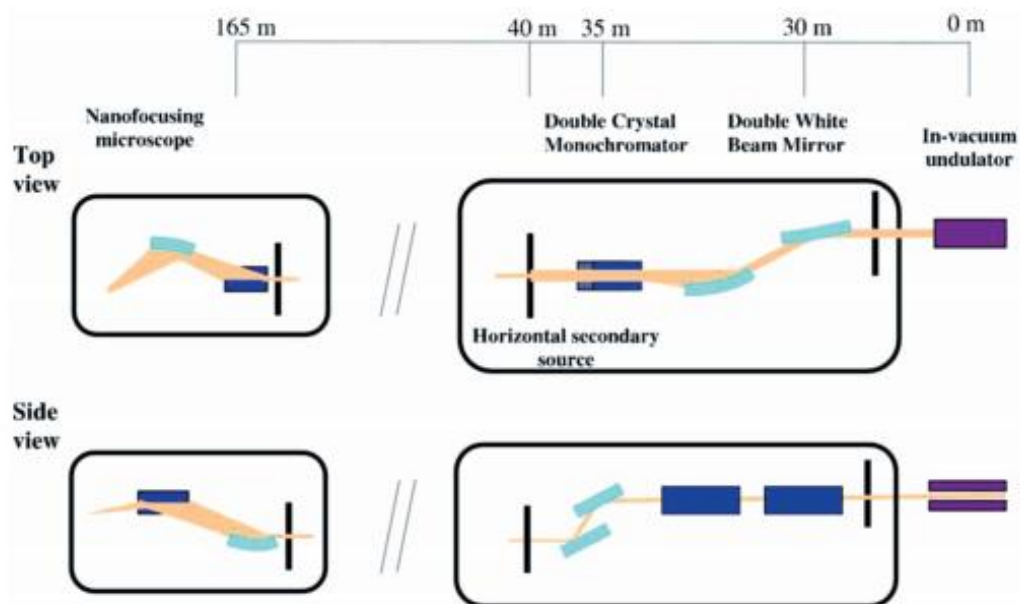 165 m 40 m 35 m 30 m 0 m
Nanofocusing
microscope
Double Crystal
Monochromator
Double White
Beam Mirror
In-vacuum
undulator
Top
view
Horizontal secondary
source
Side
view